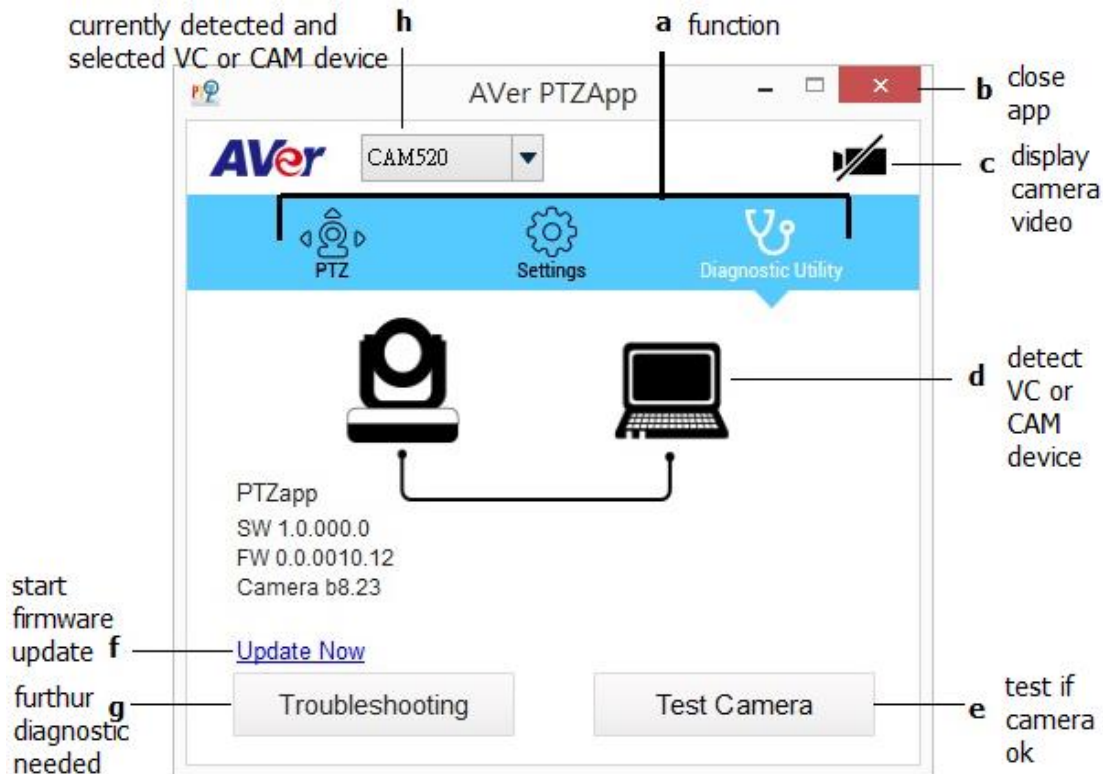 currently detected and
selected VC or CAM device
h
a function
AVer PTZApp
b close
app
AVer
CAM520
c display
camera
video
PTZ
Settings
Diagnostic Utility
d detect
VC or
CAM
device
PTZapp
SW 1.0.000.0
FW 0.0.0010.12
Camera b8.23
start
firmware
update f
Update Now
furthur
diagnostic
needed
g
Troubleshooting
Test Camera
e test if
camera
ok